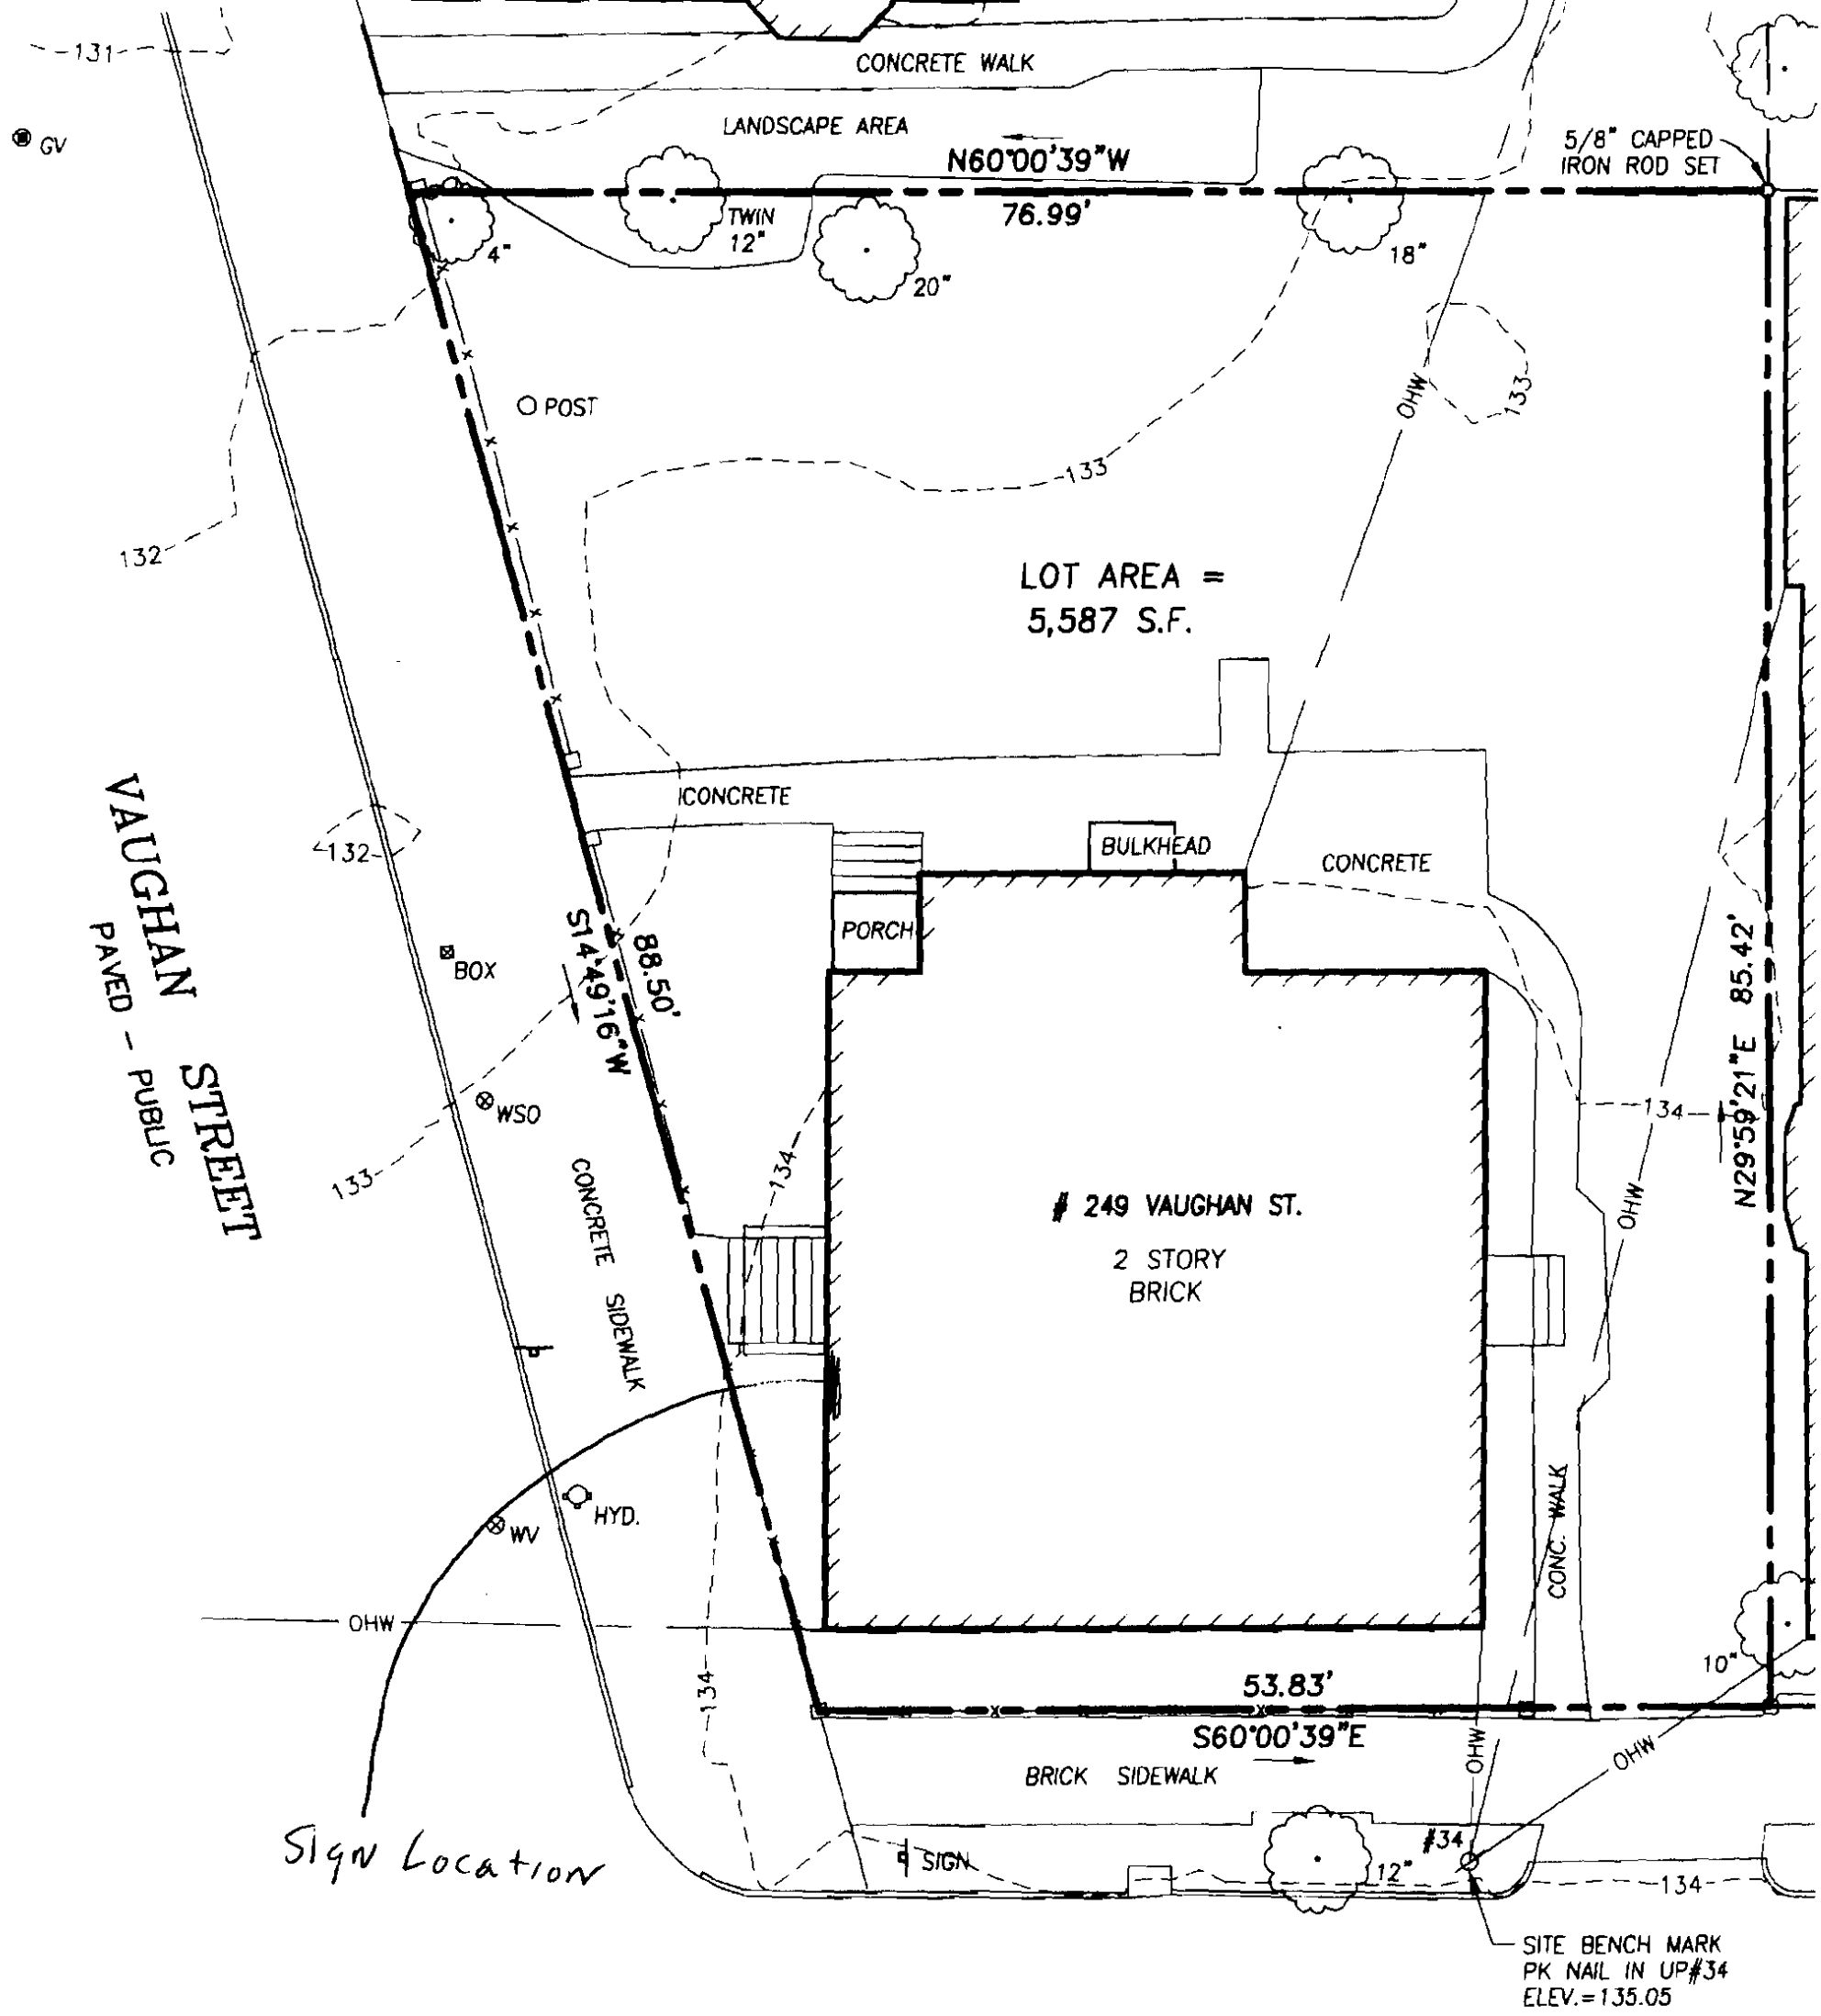 -131-
CONCRETE WALK
GV
LANDSCAPE AREA
5/8" CAPPED
IRON ROD SET
N60°00'39"W
76.99'
TWIN
12"
4"
20"
18"
POST
OHW
133
-133
132
LOT AREA =
5,587 S.F.
CONCRETE
BULKHEAD
CONCRETE
-132-
PORCH
VAUGHAN STREET
PAVED - PUBLIC
BOX
88.50'
S14°49'16"W
N29°59'21"E 85.42'
WSO
-134-
133
134
OHW
CONCRETE SIDEWALK
# 249 VAUGHAN ST.
2 STORY
BRICK
HYD.
WV
CONC. WALK
OHW
134
10"
53.83'
S60°00'39"E
OHW
OHW
BRICK SIDEWALK
Sign Location
SIGN
#34
12"
-134-
SITE BENCH MARK
PK NAIL IN UP#34
ELEV.=135.05